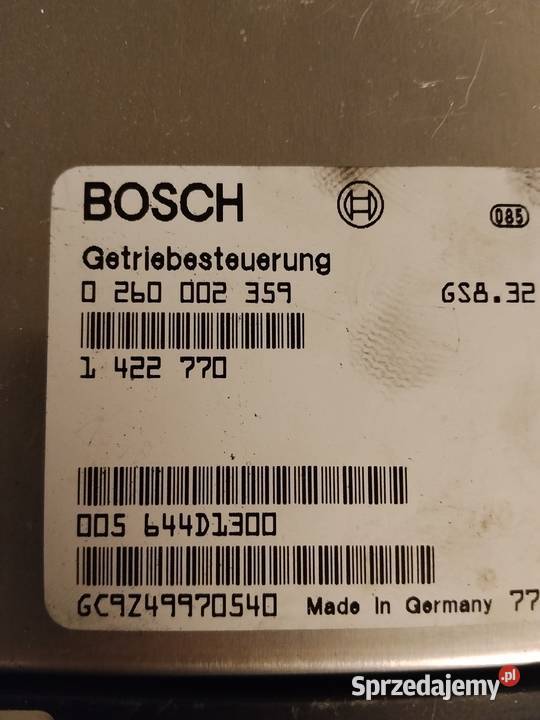 BOSCH
085
Getriebesteuerung
0 260 002 359 GS8.32
1 422 770
005 644D1300
GC9Z49970540 Made in Germany 77
Sprzedajemy.pl